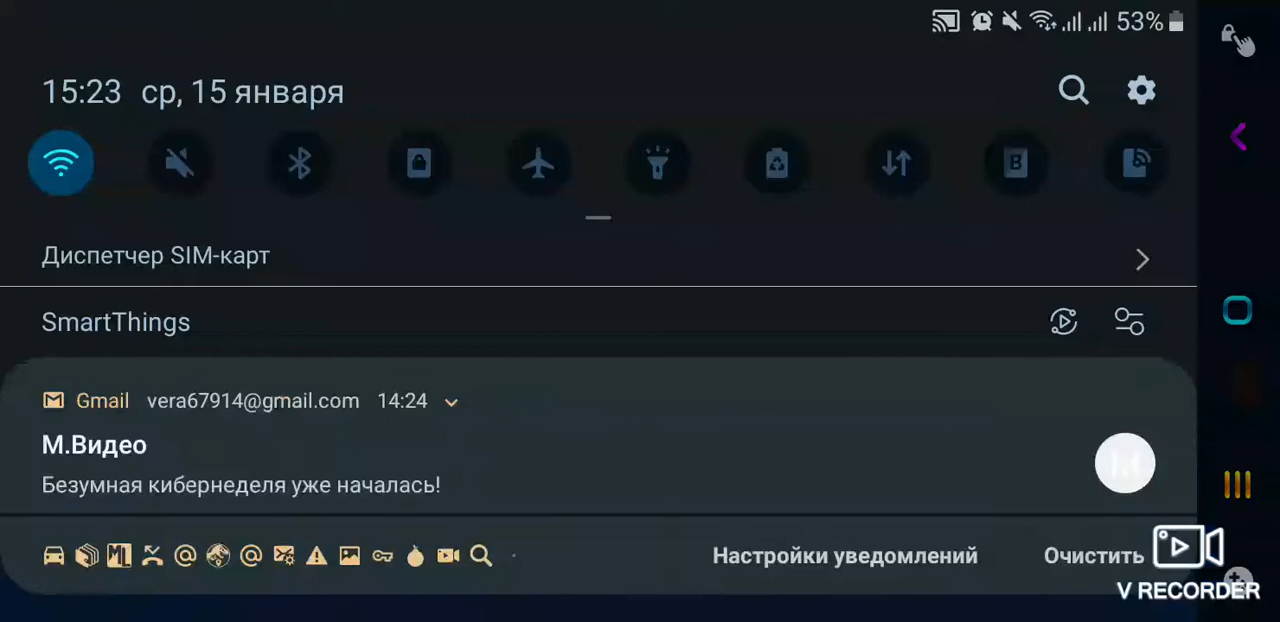 53%
15:23 ср, 15 января
Диспетчер SIM-карт
SmartThings
Gmail vera67914@gmail.com 14:24
М.Видео
Безумная кибернеделя уже началась!
Настройки уведомлений Очистить
V RECORDER